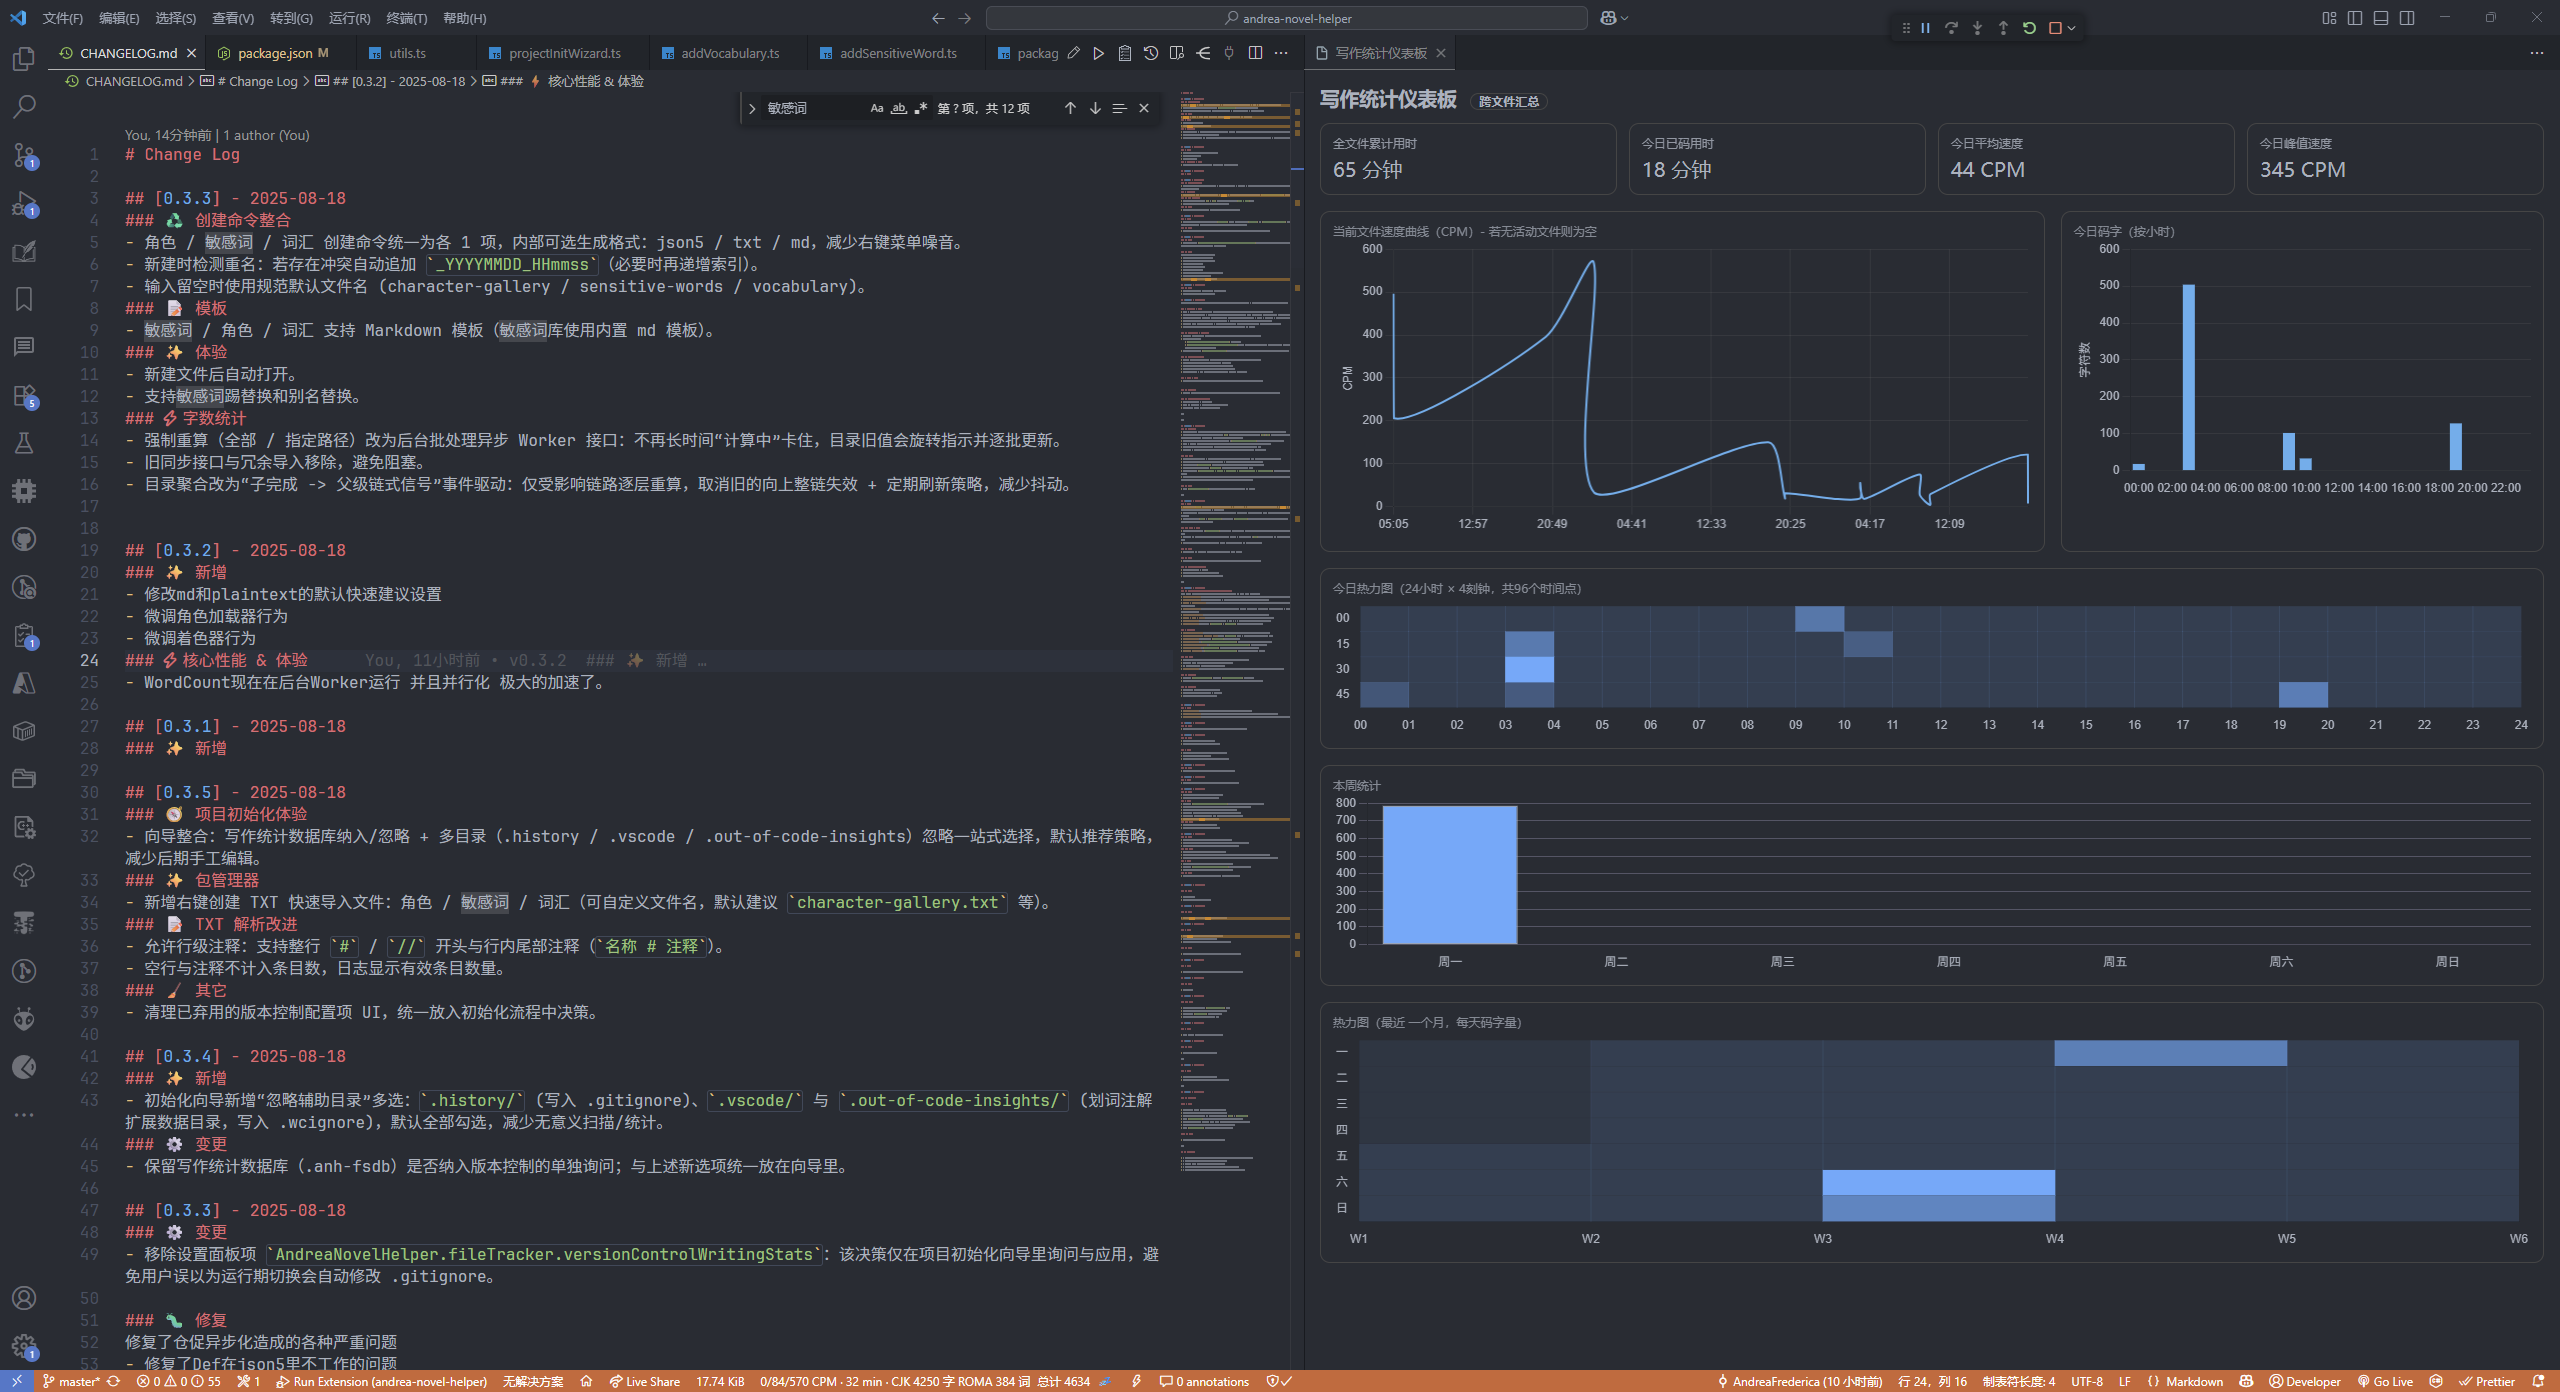 文件(F) 编辑(E) 选择(S) 查看(V) 转到(G) 运行(R) 终端(T) 帮助(H)
andrea-novel-helper
CHANGELOG.md
package.json M
utils.ts
projectInitWizard.ts
addVocabulary.ts
addSensitiveWord.ts
packag
写作统计仪表板
CHANGELOG.md > # Change Log > ## [0.3.2] - 2025-08-18 > ### ⚡ 核心性能 & 体验
敏感词 Aa ab .* 第 ? 项，共 12 项
You, 14分钟前 | 1 author (You)
1 # Change Log
2
3 ## [0.3.3] - 2025-08-18
4 ### ♻️ 创建命令整合
5 - 角色 / 敏感词 / 词汇 创建命令统一为各 1 项，内部可选生成格式：json5 / txt / md，减少右键菜单噪音。
6 - 新建时检测重名：若存在冲突自动追加 `_YYYYMMDD_HHmmss`（必要时再递增索引）。
7 - 输入留空时使用规范默认文件名 (character-gallery / sensitive-words / vocabulary)。
8 ### 📝 模板
9 - 敏感词 / 角色 / 词汇 支持 Markdown 模板（敏感词库使用内置 md 模板）。
10 ### ✨ 体验
11 - 新建文件后自动打开。
12 - 支持敏感词踢替换和别名替换。
13 ### ⚡字数统计
14 - 强制重算（全部 / 指定路径）改为后台批处理异步 Worker 接口：不再长时间“计算中”卡住，目录旧值会旋转指示并逐批更新。
15 - 旧同步接口与冗余导入移除，避免阻塞。
16 - 目录聚合改为“子完成 -> 父级链式信号”事件驱动：仅受影响链路逐层重算，取消旧的向上整链失效 + 定期刷新策略，减少抖动。
17
18
19 ## [0.3.2] - 2025-08-18
20 ### ✨ 新增
21 - 修改md和plaintext的默认快速建议设置
22 - 微调角色加载器行为
23 - 微调着色器行为
24 ### ⚡核心性能 & 体验 You, 11小时前 • v0.3.2 ### ✨ 新增 …
25 - WordCount现在在后台Worker运行 并且并行化 极大的加速了。
26
27 ## [0.3.1] - 2025-08-18
28 ### ✨ 新增
29
30 ## [0.3.5] - 2025-08-18
31 ### 🧭 项目初始化体验
32 - 向导整合：写作统计数据库纳入/忽略 + 多目录（.history / .vscode / .out-of-code-insights）忽略一站式选择，默认推荐策略，
减少后期手工编辑。
33 ### ✨ 包管理器
34 - 新增右键创建 TXT 快速导入文件：角色 / 敏感词 / 词汇（可自定义文件名，默认建议 `character-gallery.txt` 等）。
35 ### 📝 TXT 解析改进
36 - 允许行级注释：支持整行 `#` / `//` 开头与行内尾部注释（`名称 # 注释`）。
37 - 空行与注释不计入条目数，日志显示有效条目数量。
38 ### 🧹 其它
39 - 清理已弃用的版本控制配置项 UI，统一放入初始化流程中决策。
40
41 ## [0.3.4] - 2025-08-18
42 ### ✨ 新增
43 - 初始化向导新增“忽略辅助目录”多选：`.history/` (写入 .gitignore)、`.vscode/` 与 `.out-of-code-insights/` (划词注解
扩展数据目录，写入 .wcignore)，默认全部勾选，减少无意义扫描/统计。
44 ### ⚙️ 变更
45 - 保留写作统计数据库（.anh-fsdb）是否纳入版本控制的单独询问；与上述新选项统一放在向导里。
46
47 ## [0.3.3] - 2025-08-18
48 ### ⚙️ 变更
49 - 移除设置面板项 `AndreaNovelHelper.fileTracker.versionControlWritingStats`：该决策仅在项目初始化向导里询问与应用，避
免用户误以为运行期切换会自动修改 .gitignore。
50
51 ### 🐛 修复
52 修复了仓促异步化造成的各种严重问题
53 - 修复了Def在json5里不工作的问题
写作统计仪表板 跨文件汇总
全文件累计用时
65 分钟
今日已码用时
18 分钟
今日平均速度
44 CPM
今日峰值速度
345 CPM
当前文件速度曲线（CPM）- 若无活动文件则为空
600
500
400
300
200
100
0
CPM
05:05 12:57 20:49 04:41 12:33 20:25 04:17 12:09
今日码字（按小时）
600
500
400
300
200
100
0
字符数
00:00 02:00 04:00 06:00 08:00 10:00 12:00 14:00 16:00 18:00 20:00 22:00
今日热力图（24小时 × 4刻钟，共96个时间点）
00
15
30
45
00 01 02 03 04 05 06 07 08 09 10 11 12 13 14 15 16 17 18 19 20 21 22 23 24
本周统计
800
700
600
500
400
300
200
100
0
周一 周二 周三 周四 周五 周六 周日
热力图（最近 一个月，每天码字量）
一
二
三
四
五
六
日
W1 W2 W3 W4 W5 W6
1
1
5
1
1
master* 0 0 55 1 Run Extension (andrea-novel-helper) 无解决方案 Live Share 17.74 KiB 0/84/570 CPM · 32 min · CJK 4250 字 ROMA 384 词 总计 4634 0 annotations
AndreaFrederica (10 小时前) 行 24，列 16 制表符长度: 4 UTF-8 LF {} Markdown Developer Go Live Prettier